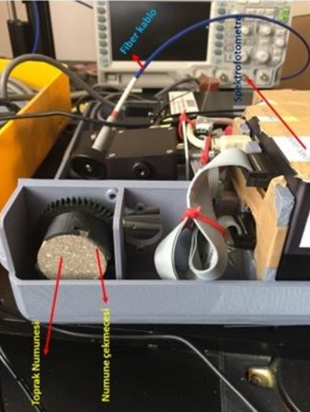 Fiber kablo
Spektrofotometre
Toprak Numunesi
Numune çekmecesi